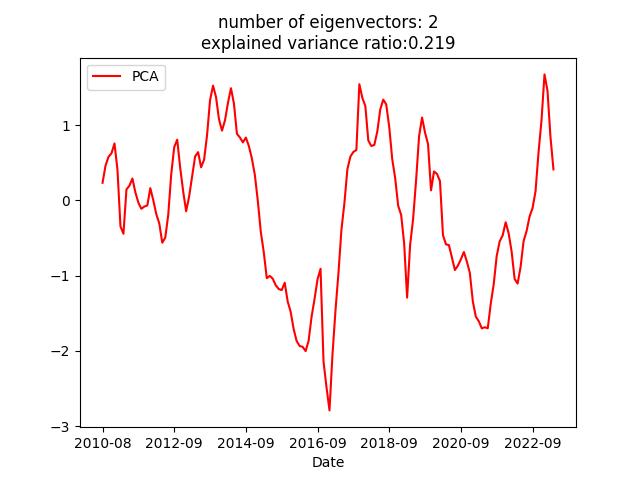 number of eigenvectors: 2
explained variance ratio:0.219
PCA
1
0
−1
−2
−3
2010-08 2012-09 2014-09 2016-09 2018-09 2020-09 2022-09
Date